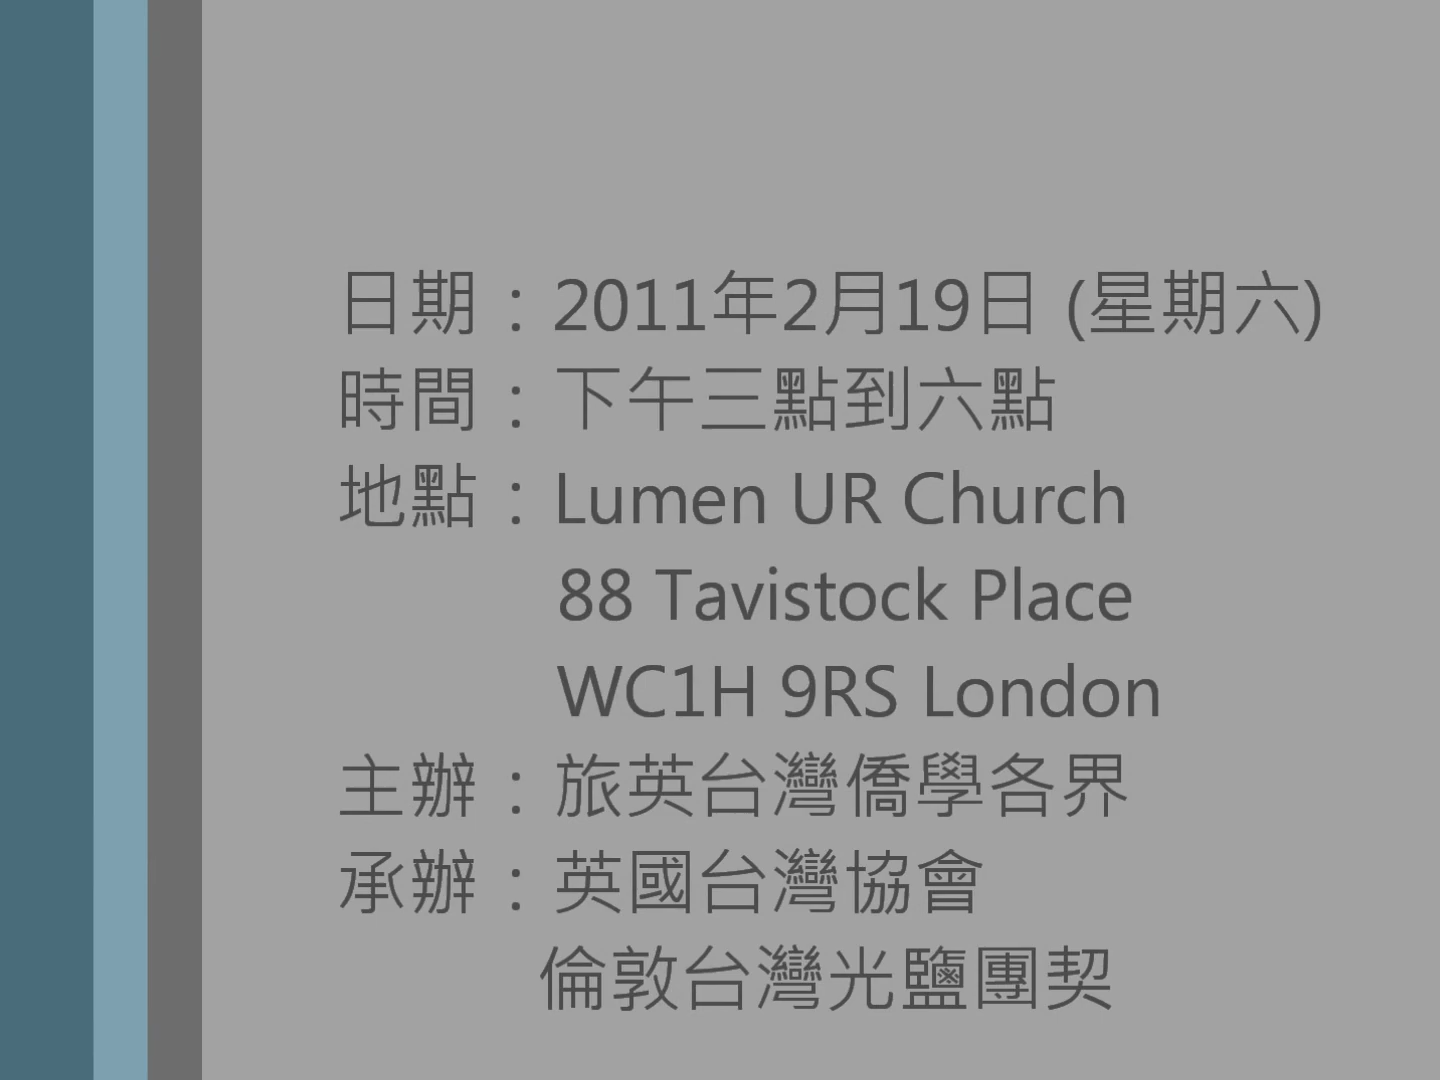 日期：2011年2月19日 (星期六)
時間：下午三點到六點
地點：Lumen UR Church
88 Tavistock Place
WC1H 9RS London
主辦：旅英台灣僑學各界
承辦：英國台灣協會
倫敦台灣光鹽團契